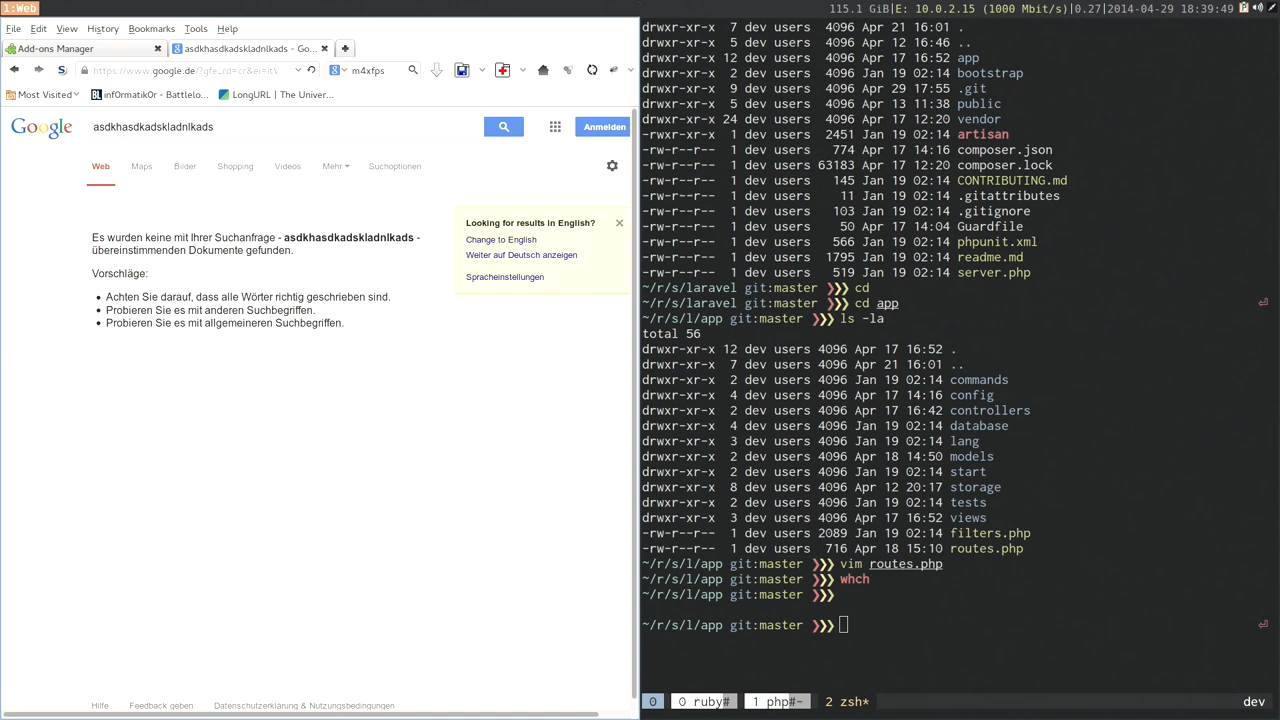 1:Web
115.1 GiB|E: 10.0.2.15 (1000 Mbit/s)|0.27|2014-04-29 18:39:49
File Edit View History Bookmarks Tools Help
Add-ons Manager
asdkhasdkadskladnlkads - Go...
https://www.google.de/?gfe_rd=cr&ei=it\
m4xfps
Most Visited
inf0rmatik0r - Battlelo...
LongURL | The Univer...
Google
asdkhasdkadskladnlkads
Anmelden
Web Maps Bilder Shopping Videos Mehr Suchoptionen
Es wurden keine mit Ihrer Suchanfrage - asdkhasdkadskladnlkads -
übereinstimmenden Dokumente gefunden.
Vorschläge:
• Achten Sie darauf, dass alle Wörter richtig geschrieben sind.
• Probieren Sie es mit anderen Suchbegriffen.
• Probieren Sie es mit allgemeineren Suchbegriffen.
Looking for results in English?
Change to English
Weiter auf Deutsch anzeigen
Spracheinstellungen
Hilfe Feedback geben Datenschutzerklärung & Nutzungsbedingungen
drwxr-xr-x 7 dev users 4096 Apr 21 16:01 .
drwxr-xr-x 5 dev users 4096 Apr 12 16:46 ..
drwxr-xr-x 12 dev users 4096 Apr 17 16:52 app
drwxr-xr-x 2 dev users 4096 Jan 19 02:14 bootstrap
drwxr-xr-x 9 dev users 4096 Apr 29 17:55 .git
drwxr-xr-x 5 dev users 4096 Apr 13 11:38 public
drwxr-xr-x 24 dev users 4096 Apr 17 12:20 vendor
-rwxr-xr-x 1 dev users 2451 Jan 19 02:14 artisan
-rw-r--r-- 1 dev users 774 Apr 17 14:16 composer.json
-rw-r--r-- 1 dev users 63183 Apr 17 12:20 composer.lock
-rw-r--r-- 1 dev users 145 Jan 19 02:14 CONTRIBUTING.md
-rw-r--r-- 1 dev users 11 Jan 19 02:14 .gitattributes
-rw-r--r-- 1 dev users 103 Jan 19 02:14 .gitignore
-rw-r--r-- 1 dev users 50 Apr 17 14:04 Guardfile
-rw-r--r-- 1 dev users 566 Jan 19 02:14 phpunit.xml
-rw-r--r-- 1 dev users 1795 Jan 19 02:14 readme.md
-rw-r--r-- 1 dev users 519 Jan 19 02:14 server.php
~/r/s/laravel git:master ❯❯❯ cd
~/r/s/laravel git:master ❯❯❯ cd app
~/r/s/l/app git:master ❯❯❯ ls -la
total 56
drwxr-xr-x 12 dev users 4096 Apr 17 16:52 .
drwxr-xr-x 7 dev users 4096 Apr 21 16:01 ..
drwxr-xr-x 2 dev users 4096 Jan 19 02:14 commands
drwxr-xr-x 4 dev users 4096 Apr 17 14:16 config
drwxr-xr-x 2 dev users 4096 Apr 17 16:42 controllers
drwxr-xr-x 4 dev users 4096 Jan 19 02:14 database
drwxr-xr-x 3 dev users 4096 Jan 19 02:14 lang
drwxr-xr-x 2 dev users 4096 Apr 18 14:50 models
drwxr-xr-x 2 dev users 4096 Jan 19 02:14 start
drwxr-xr-x 8 dev users 4096 Apr 12 20:17 storage
drwxr-xr-x 2 dev users 4096 Jan 19 02:14 tests
drwxr-xr-x 3 dev users 4096 Apr 17 16:52 views
-rw-r--r-- 1 dev users 2089 Jan 19 02:14 filters.php
-rw-r--r-- 1 dev users 716 Apr 18 15:10 routes.php
~/r/s/l/app git:master ❯❯❯ vim routes.php
~/r/s/l/app git:master ❯❯❯ whch
~/r/s/l/app git:master ❯❯❯
~/r/s/l/app git:master ❯❯❯
0 0 ruby# 1 php#- 2 zsh* dev